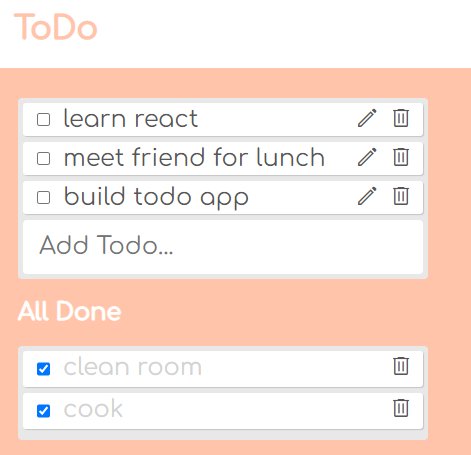 ToDo
learn react
meet friend for lunch
build todo app
Add Todo...
All Done
clean room
cook